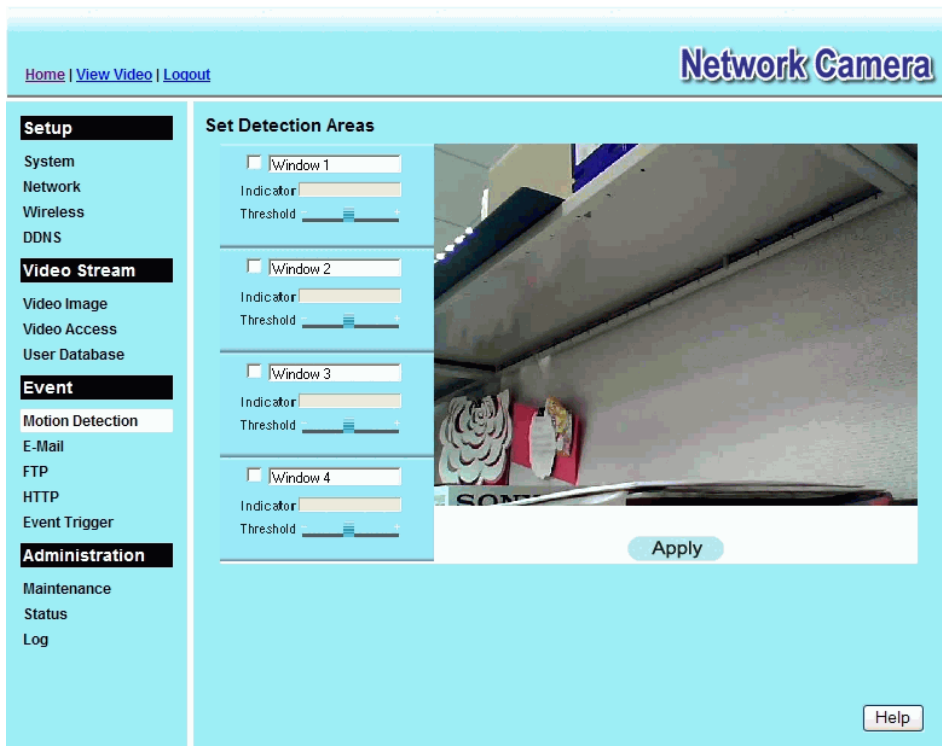 Home | View Video | Logout
Network Camera
Setup
System
Network
Wireless
DDNS
Video Stream
Video Image
Video Access
User Database
Event
Motion Detection
E-Mail
FTP
HTTP
Event Trigger
Administration
Maintenance
Status
Log
Set Detection Areas
Window 1
Indicator
Threshold - +
Window 2
Indicator
Threshold - +
Window 3
Indicator
Threshold - +
Window 4
Indicator
Threshold - +
Apply
Help